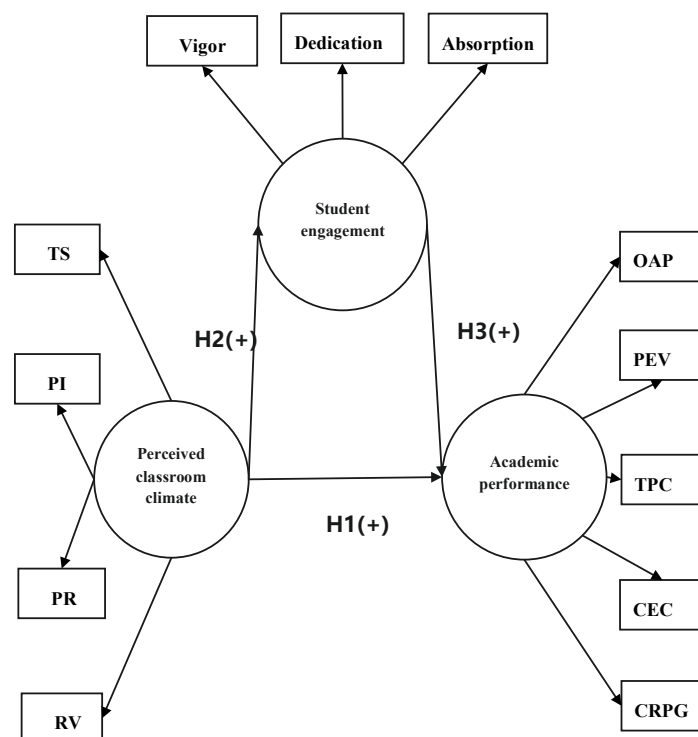 Vigor
Dedication
Absorption
Student
engagement
TS
OAP
H2(+)
H3(+)
PI
PEV
Perceived
classroom
climate
Academic
performance
TPC
H1(+)
PR
CEC
RV
CRPG